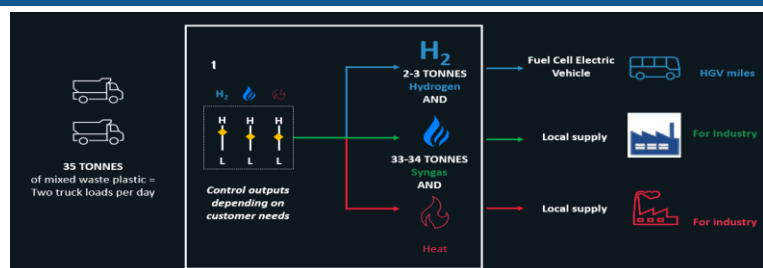 35 TONNES
of mixed waste plastic =
Two truck loads per day
1
H2
H H H
L L L
Control outputs
depending on
customer needs
H2
2-3 TONNES
Hydrogen
AND
33-34 TONNES
Syngas
AND
Heat
Fuel Cell Electric
Vehicle
HGV miles
Local supply
For Industry
Local supply
For industry